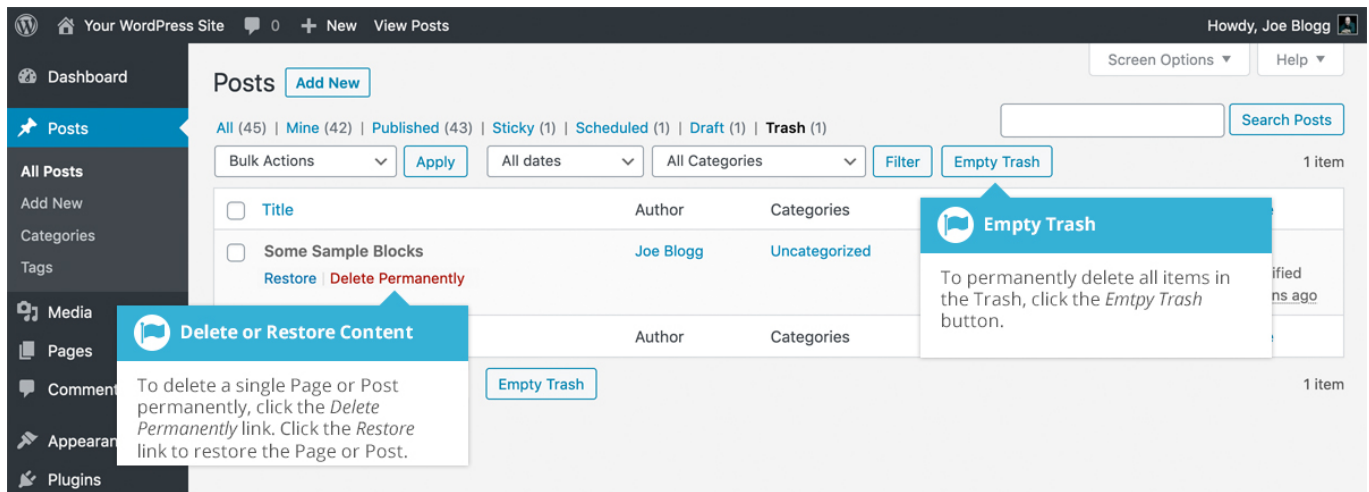 Your WordPress Site 0 + New View Posts Howdy, Joe Blogg
Screen Options ▼ Help ▼
Dashboard
Posts Add New
Posts
All (45) | Mine (42) | Published (43) | Sticky (1) | Scheduled (1) | Draft (1) | Trash (1) Search Posts
Bulk Actions Apply All dates All Categories Filter Empty Trash 1 item
All Posts
Add New
Categories
Tags
Media
Pages
Comment
Appearan
Plugins
Title Author Categories
Some Sample Blocks Joe Blogg Uncategorized
Restore | Delete Permanently
ified
ns ago
Author Categories
Empty Trash 1 item
Empty Trash
To permanently delete all items in
the Trash, click the Emtpy Trash
button.
Delete or Restore Content
To delete a single Page or Post
permanently, click the Delete
Permanently link. Click the Restore
link to restore the Page or Post.